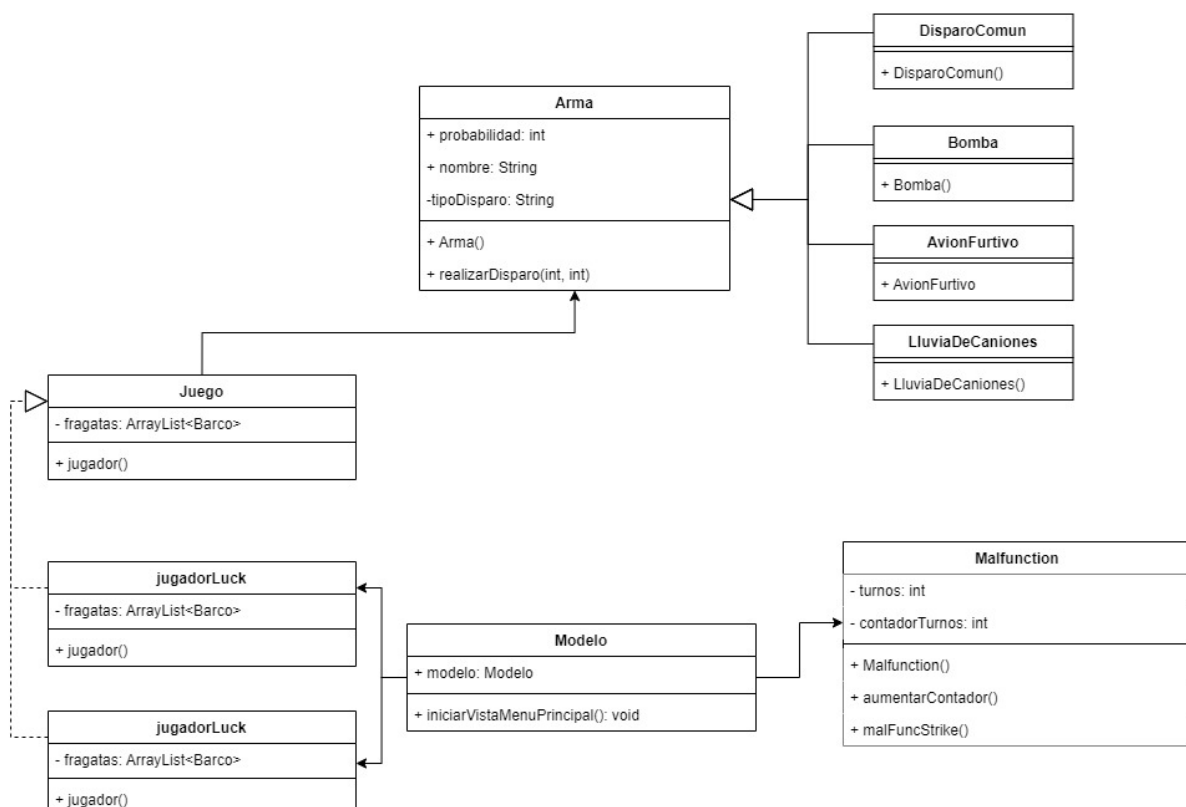 DisparoComun
+ DisparoComun()
Arma
+ probabilidad: int
+ nombre: String
-tipoDisparo: String
+ Arma()
+ realizarDisparo(int, int)
Bomba
+ Bomba()
AvionFurtivo
+ AvionFurtivo
LluviaDeCaniones
+ LluviaDeCaniones()
Juego
- fragatas: ArrayList<Barco>
+ jugador()
jugadorLuck
- fragatas: ArrayList<Barco>
+ jugador()
Modelo
+ modelo: Modelo
+ iniciarVistaMenuPrincipal(): void
Malfunction
- turnos: int
- contadorTurnos: int
+ Malfunction()
+ aumentarContador()
+ malFuncStrike()
jugadorLuck
- fragatas: ArrayList<Barco>
+ jugador()